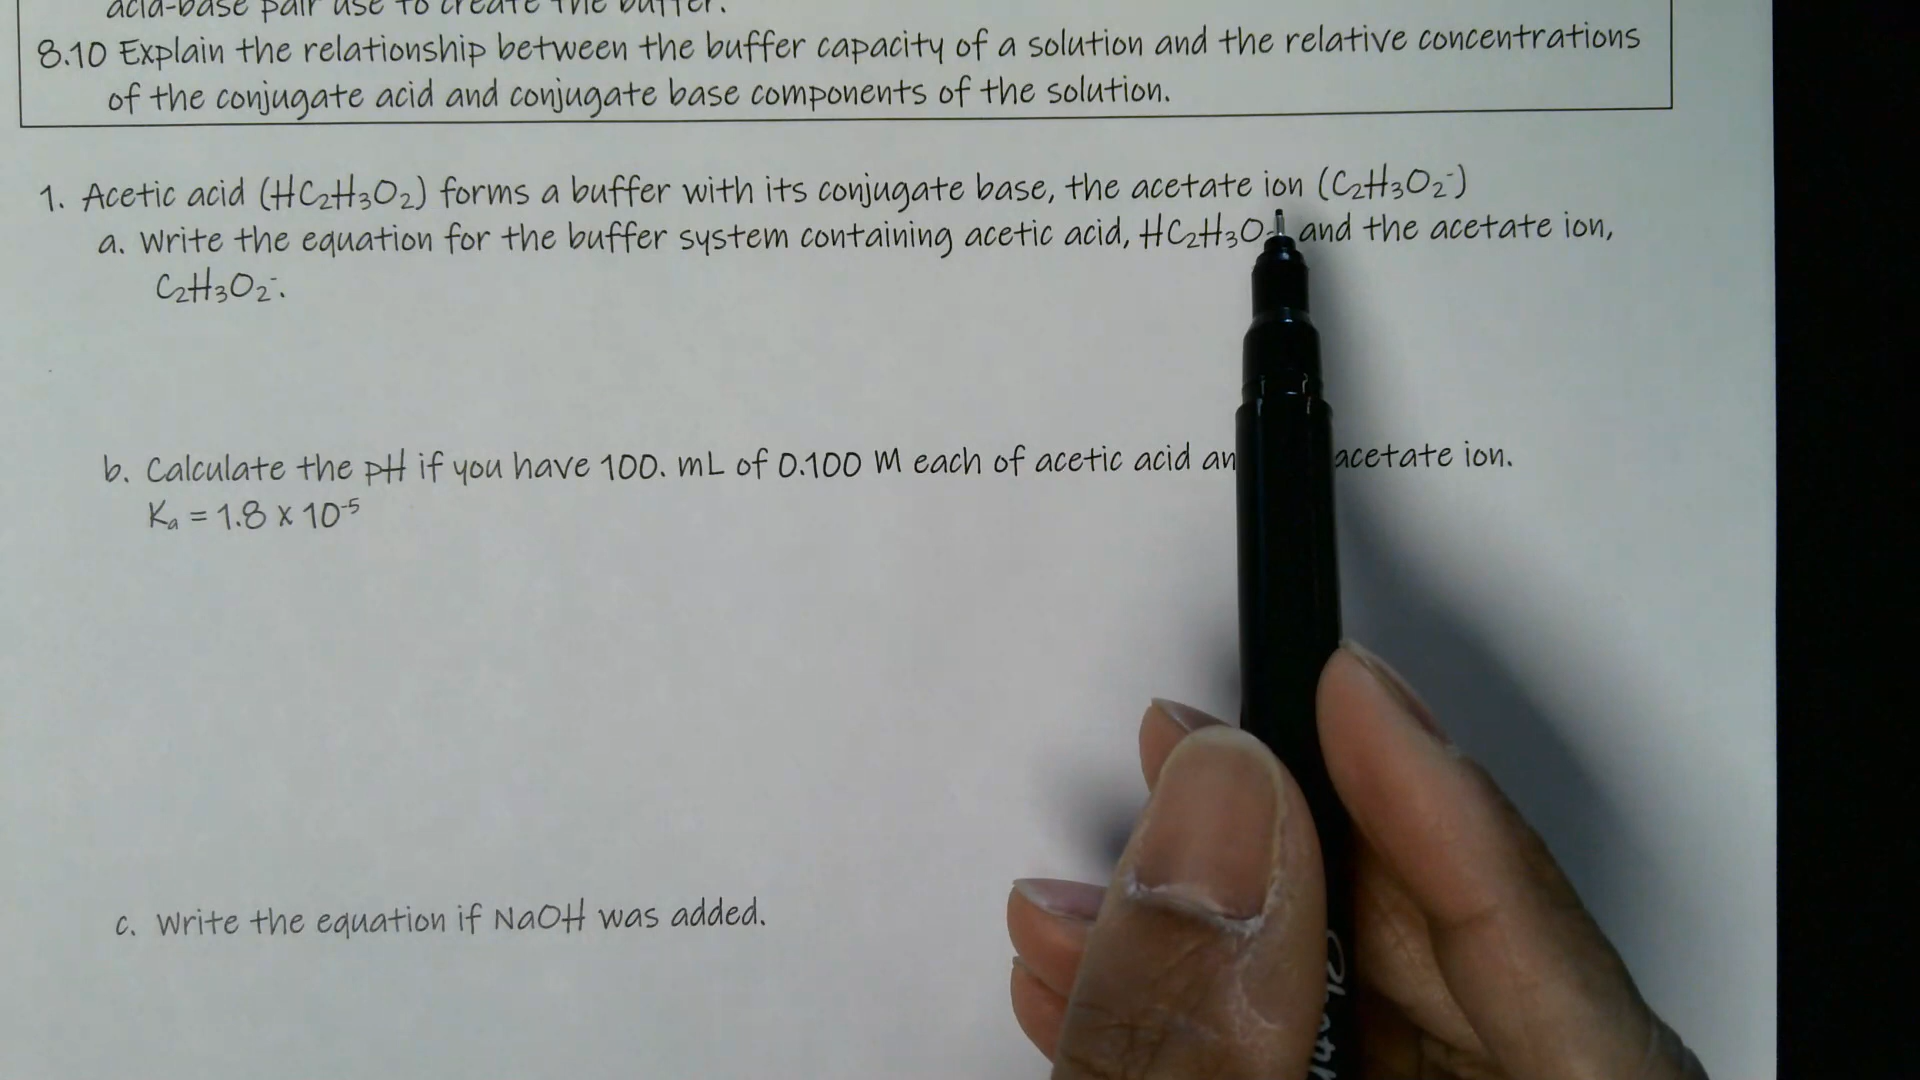 acid-base pair use to create the buffer.
8.10 Explain the relationship between the buffer capacity of a solution and the relative concentrations
of the conjugate acid and conjugate base components of the solution.
1. Acetic acid (HC₂H₃O₂) forms a buffer with its conjugate base, the acetate ion (C₂H₃O₂⁻)
a. Write the equation for the buffer system containing acetic acid, HC₂H₃O and the acetate ion,
C₂H₃O₂⁻.
b. Calculate the pH if you have 100. mL of 0.100 M each of acetic acid an acetate ion.
Kₐ = 1.8 x 10⁻⁵
c. Write the equation if NaOH was added.